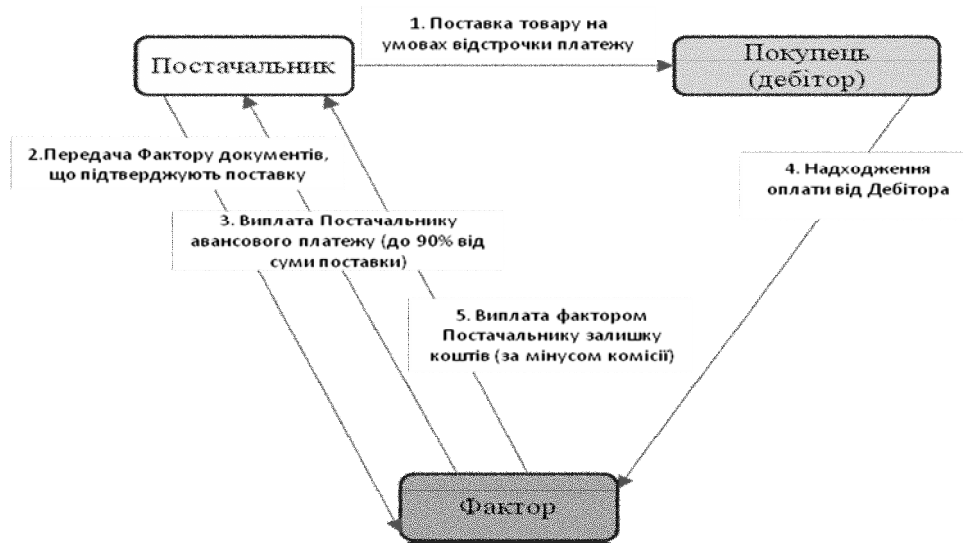 1. Поставка товару на
умовах відстрочки платежу
Постачальник
Покупець
(дебітор)
2.Передача Фактору документів,
що підтверджують поставку
4. Надходження
оплати від Дебітора
3. Виплата Постачальнику
авансового платежу (до 90% від
суми поставки)
5. Виплата фактором
Постачальнику залишку
коштів (за мінусом комісії)
Фактор